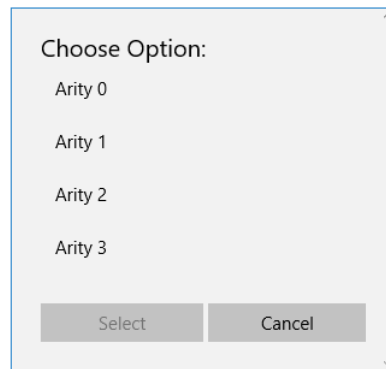 Choose Option:
Arity 0
Arity 1
Arity 2
Arity 3
Select Cancel